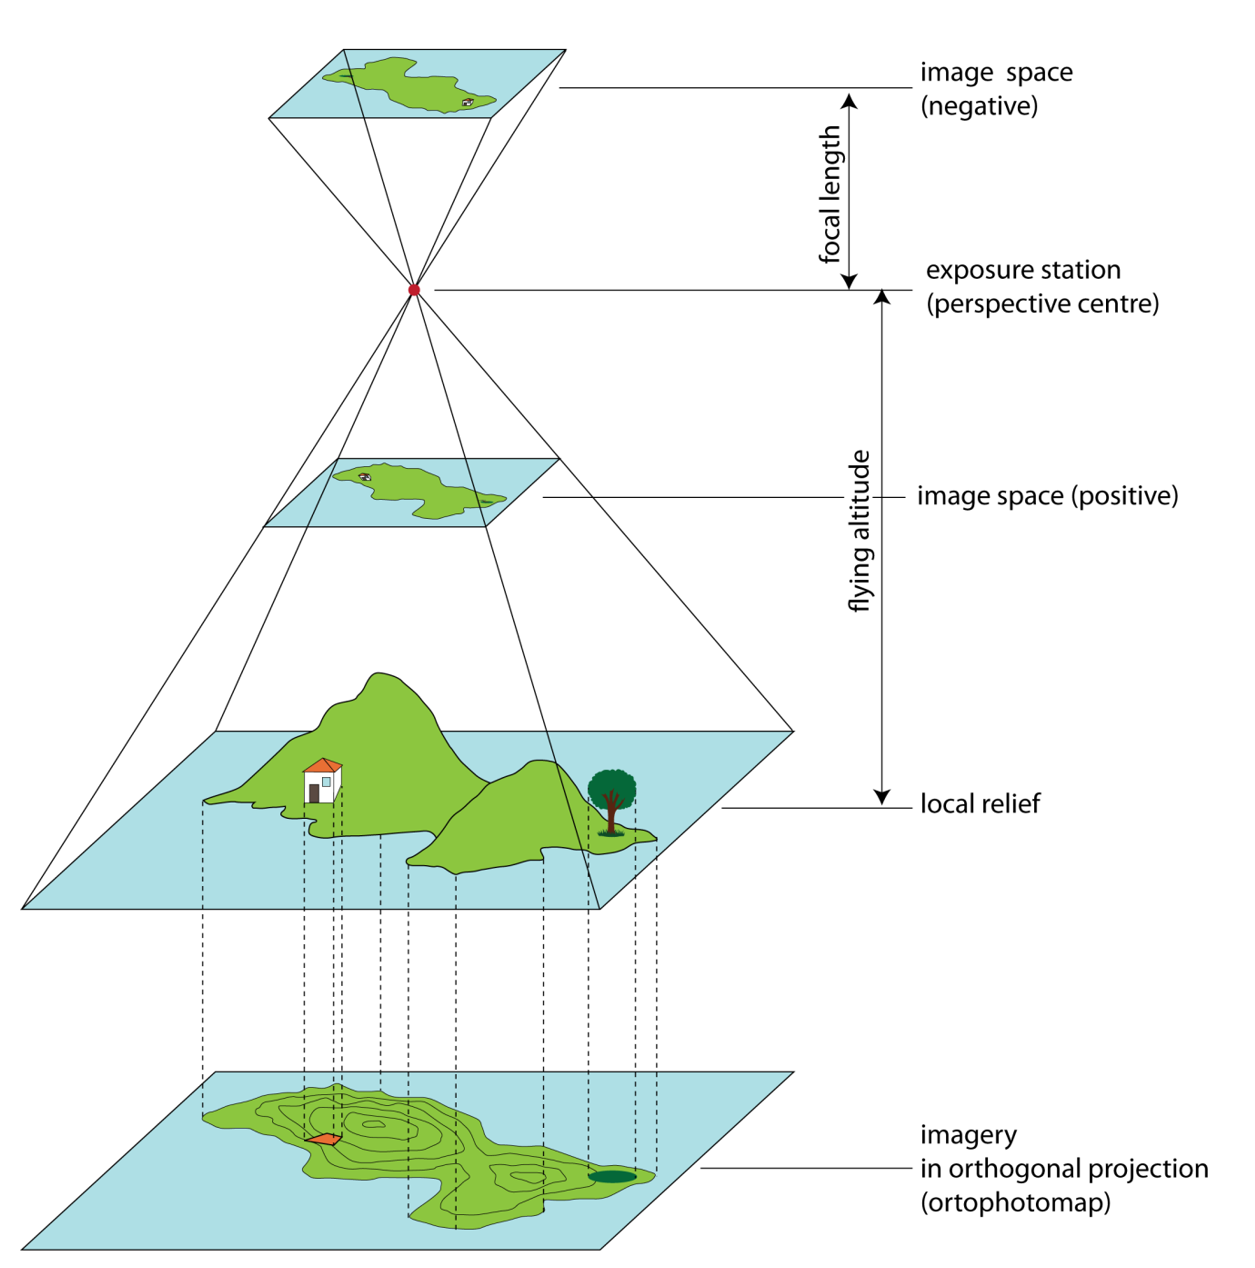 image space
(negative)
focal length
exposure station
(perspective centre)
flying altitude
image space (positive)
local relief
imagery
in orthogonal projection
(ortophotomap)